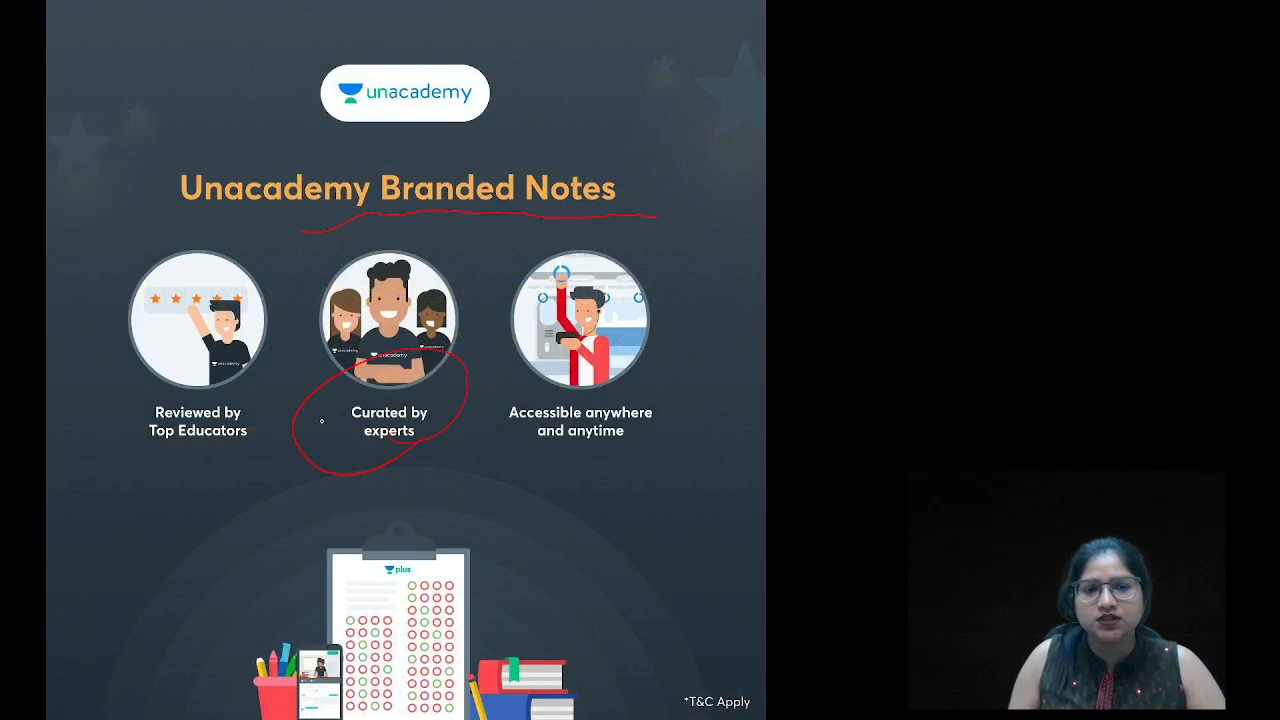 unacademy
Unacademy Branded Notes
Reviewed by
Top Educators
Curated by
experts
Accessible anywhere
and anytime
plus
*T&C Apply